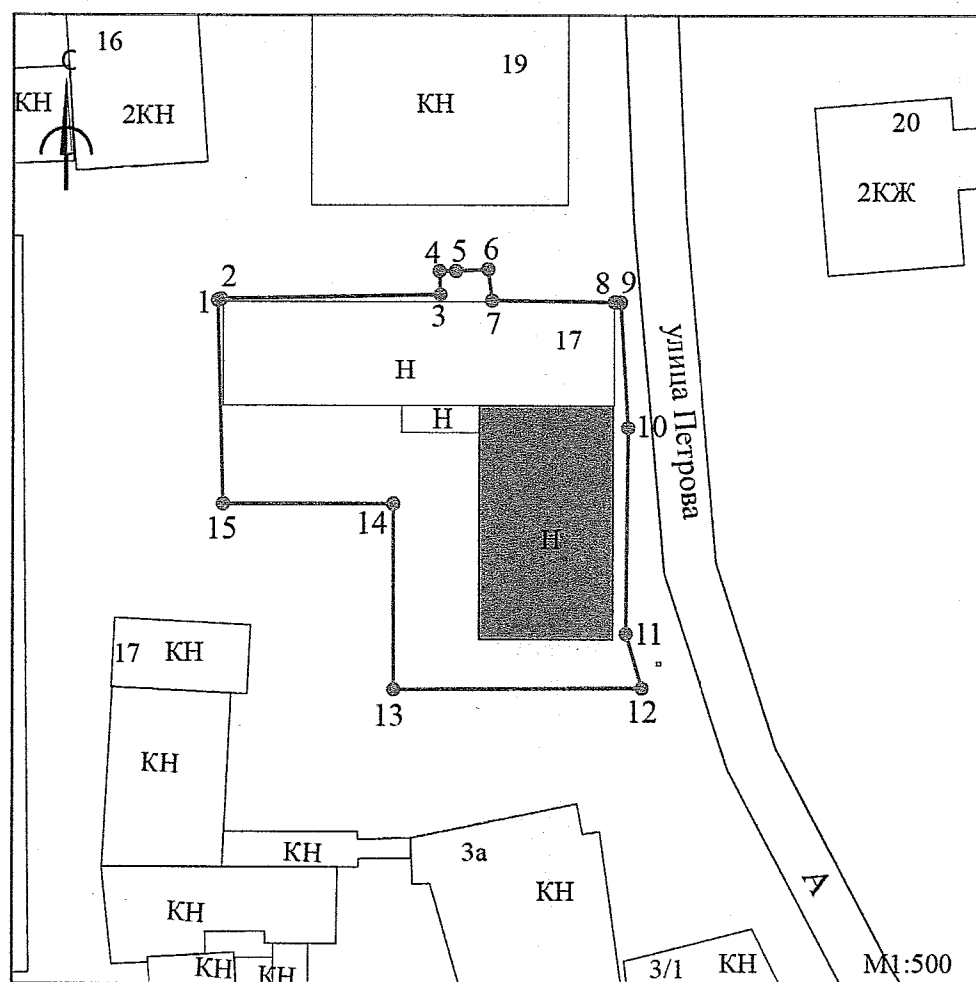 16
С
19
КН
2КН
КН
20
2КЖ
4 5 6
2
1
3
7
8 9
17
Н
Н
10
улица Петрова
15
14
Н
11
17 КН
13
12
КН
КН
3а
КН
А
КН
КН
КН
3/1 КН
М1:500